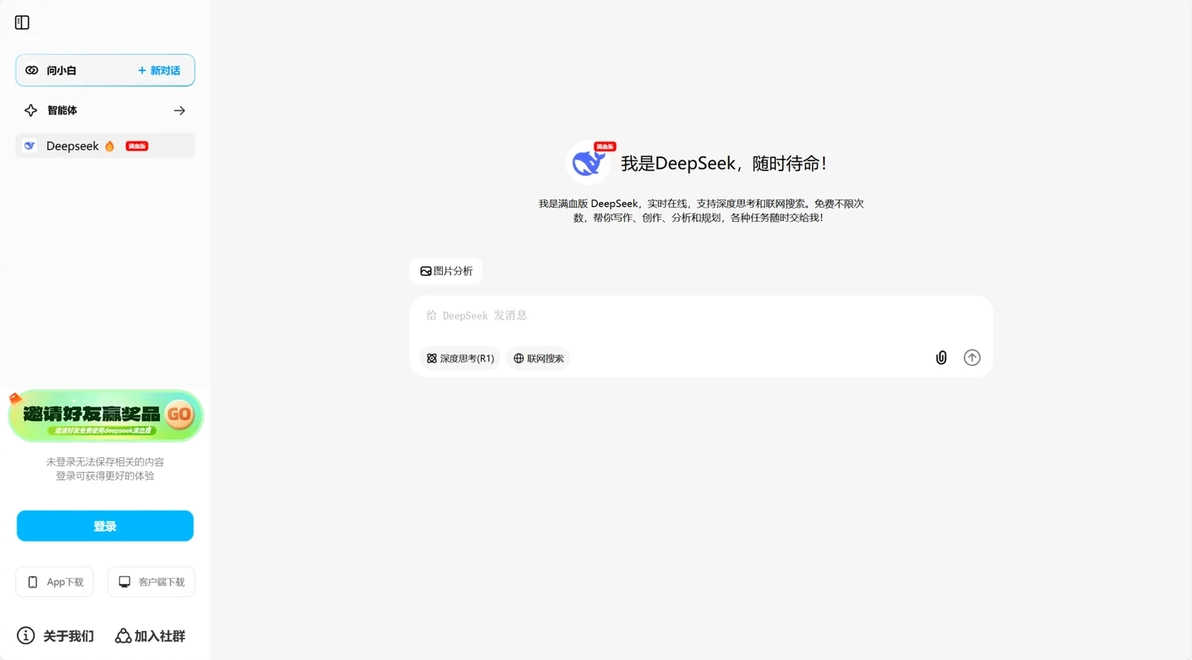 问小白
+ 新对话
智能体
Deepseek 满血版
满血版
我是DeepSeek，随时待命！
我是满血版 DeepSeek，实时在线，支持深度思考和联网搜索。免费不限次
数，帮你写作、创作、分析和规划，各种任务随时交给我！
图片分析
给 DeepSeek 发消息
深度思考(R1) 联网搜索
邀请好友赢奖品 GO
邀请好友免费使用deepseek满血版
未登录无法保存相关的内容
登录可获得更好的体验
登录
App下载 客户端下载
关于我们 加入社群